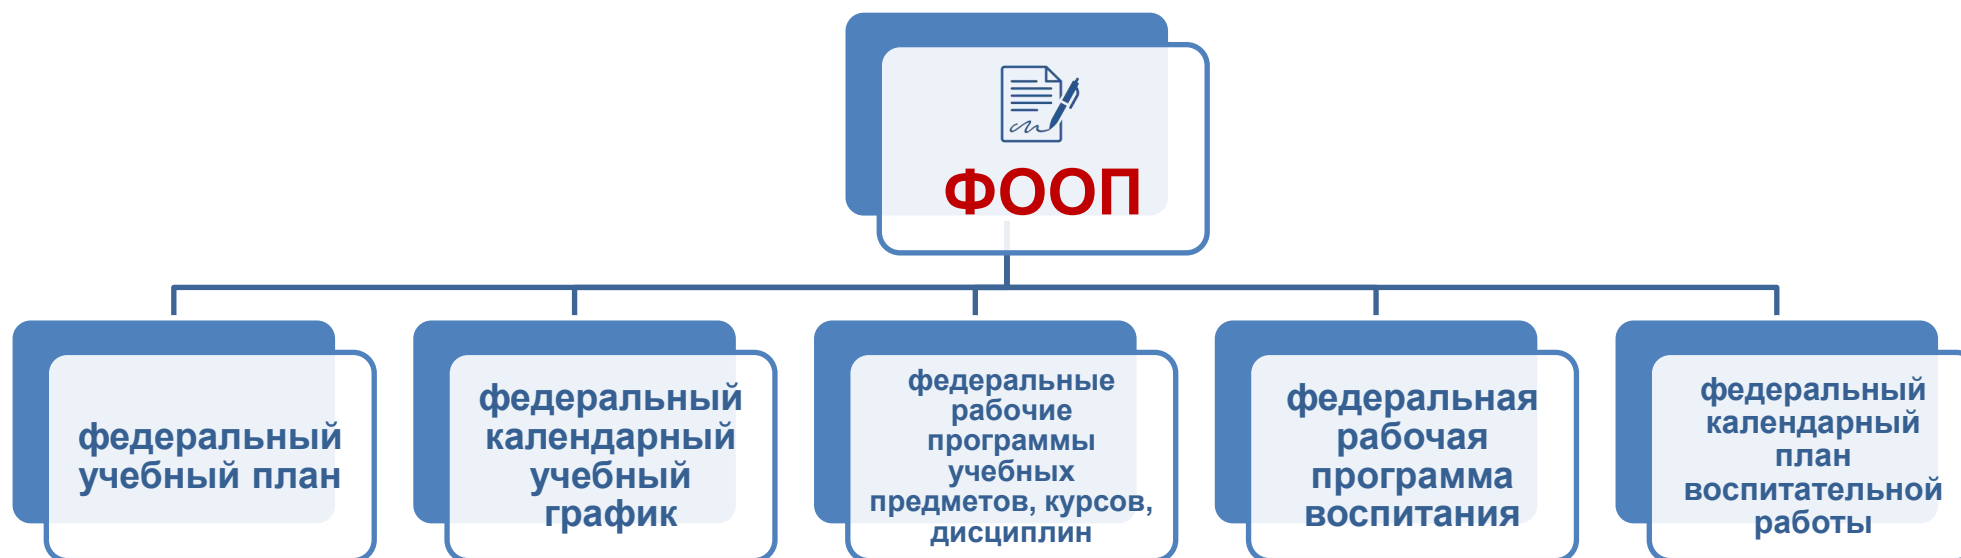 ФООП
федеральный
учебный план
федеральный
календарный
учебный
график
федеральные
рабочие
программы
учебных
предметов, курсов,
дисциплин
федеральная
рабочая
программа
воспитания
федеральный
календарный
план
воспитательной
работы